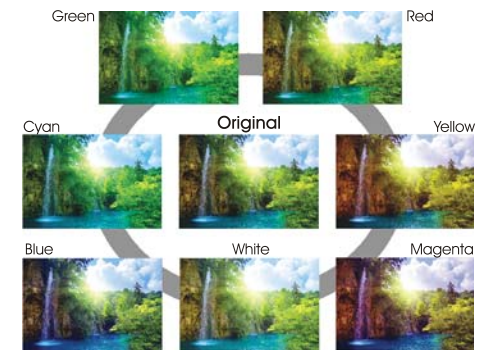 Green
Red
Cyan
Original
Yellow
Blue
White
Magenta